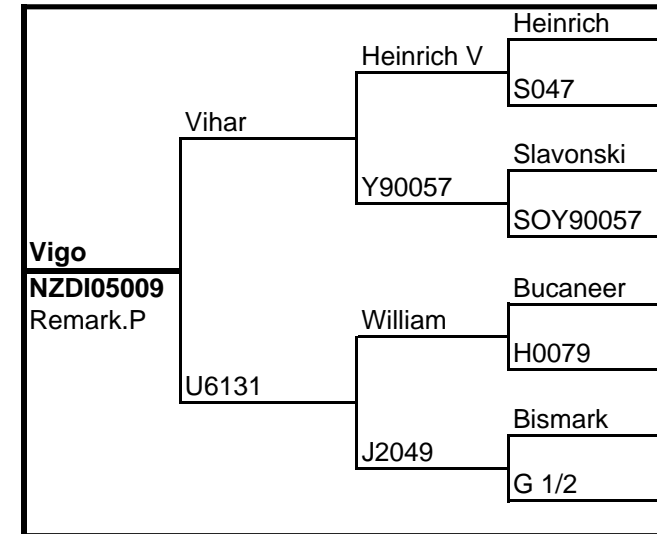 Heinrich
Heinrich V
S047
Vihar
Slavonski
Y90057
SOY90057
Vigo
NZDI05009
Remark.P
Bucaneer
William
H0079
U6131
Bismark
J2049
G 1/2